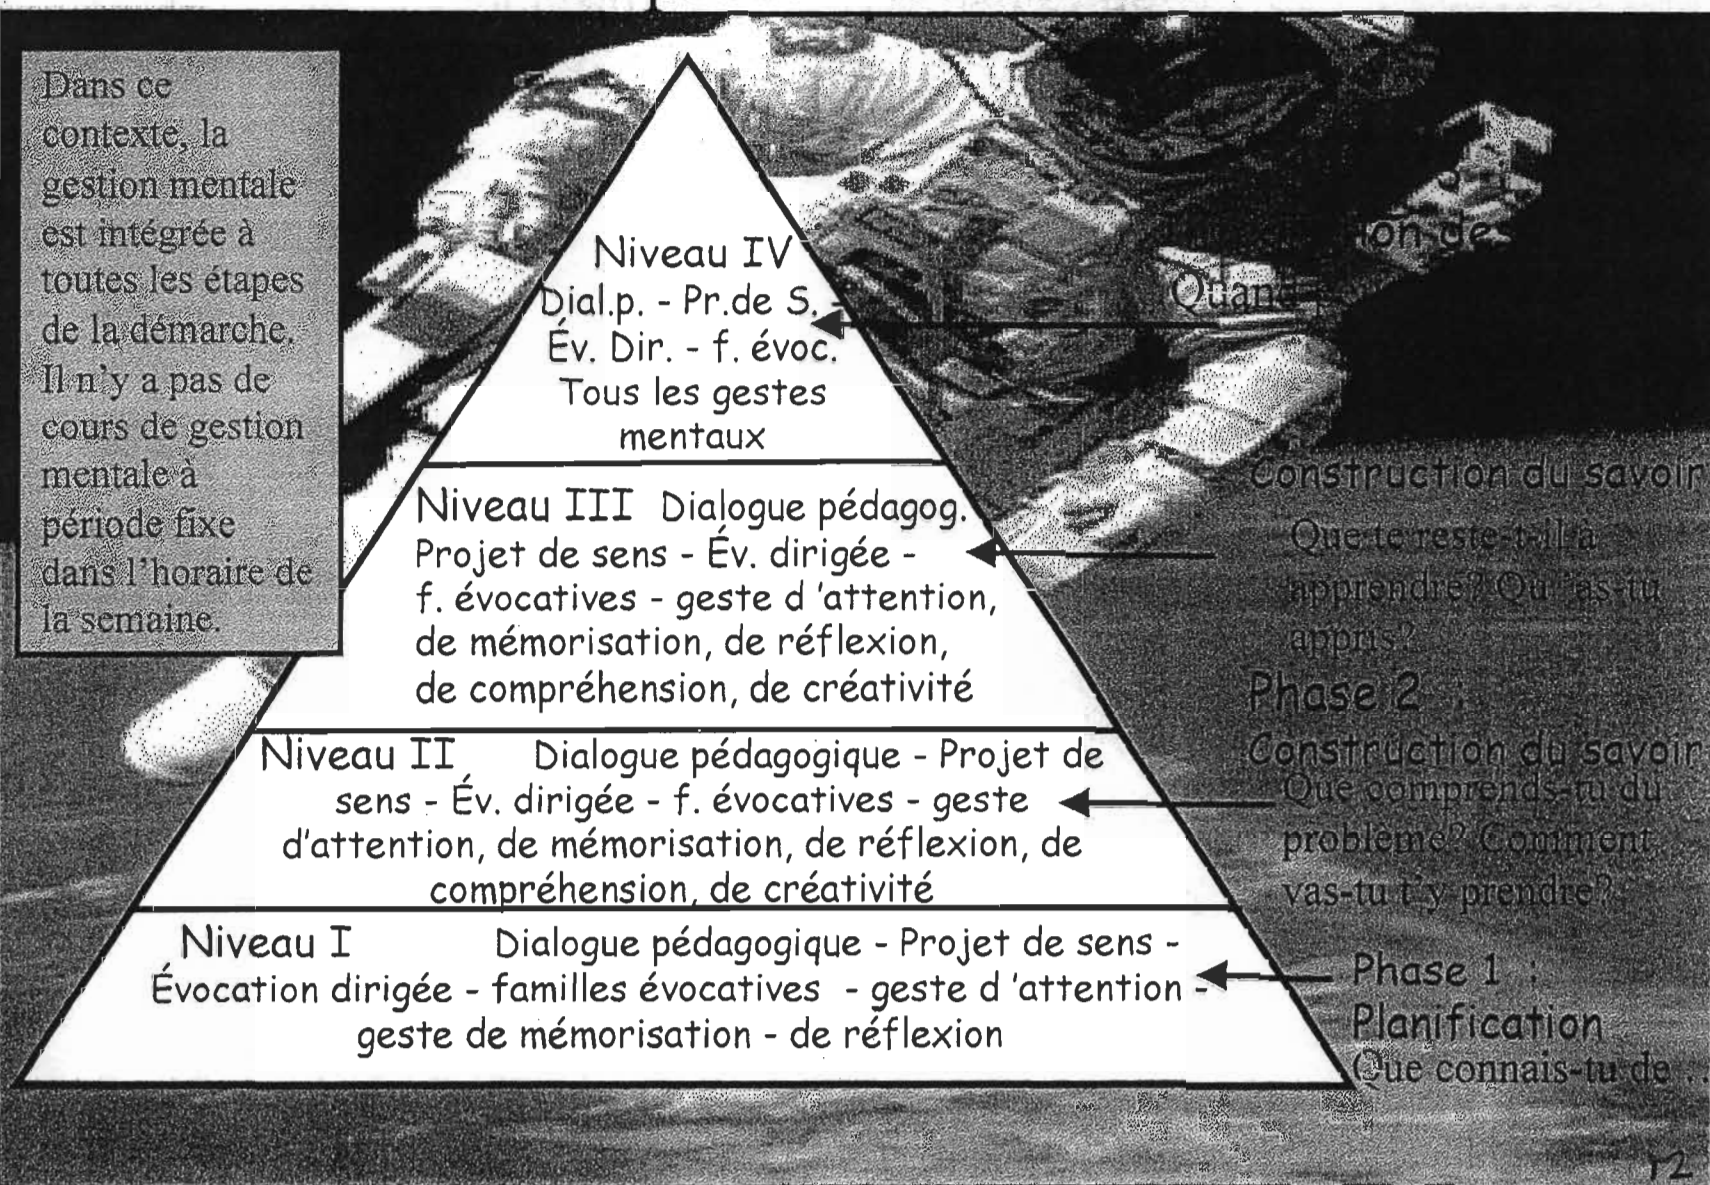 Dans ce
contexte, la
gestion mentale
est intégrée à
toutes les étapes
de la démarche.
Il n'y a pas de
cours de gestion
mentale à
période fixe
dans l'horaire de
la semaine.
Niveau IV
Dial.p. - Pr.de S. -
Év. Dir. - f. évoc.
Tous les gestes
mentaux
Niveau III Dialogue pédagog.
Projet de sens - Év. dirigée -
f. évocatives - geste d 'attention,
de mémorisation, de réflexion,
de compréhension, de créativité
Niveau II Dialogue pédagogique - Projet de
sens - Év. dirigée - f. évocatives - geste
d'attention, de mémorisation, de réflexion, de
compréhension, de créativité
Niveau I Dialogue pédagogique - Projet de sens -
Évocation dirigée - familles évocatives - geste d 'attention -
geste de mémorisation - de réflexion
des
Quand
Construction du savoir
Que te reste-t-il à
apprendre? Qu' as-tu
appris?
Phase 2 :
Construction du savoir
Que comprends-tu du
problème? Comment
vas-tu t'y prendre?
Phase 1 :
Planification
Que connais-tu de ..
12